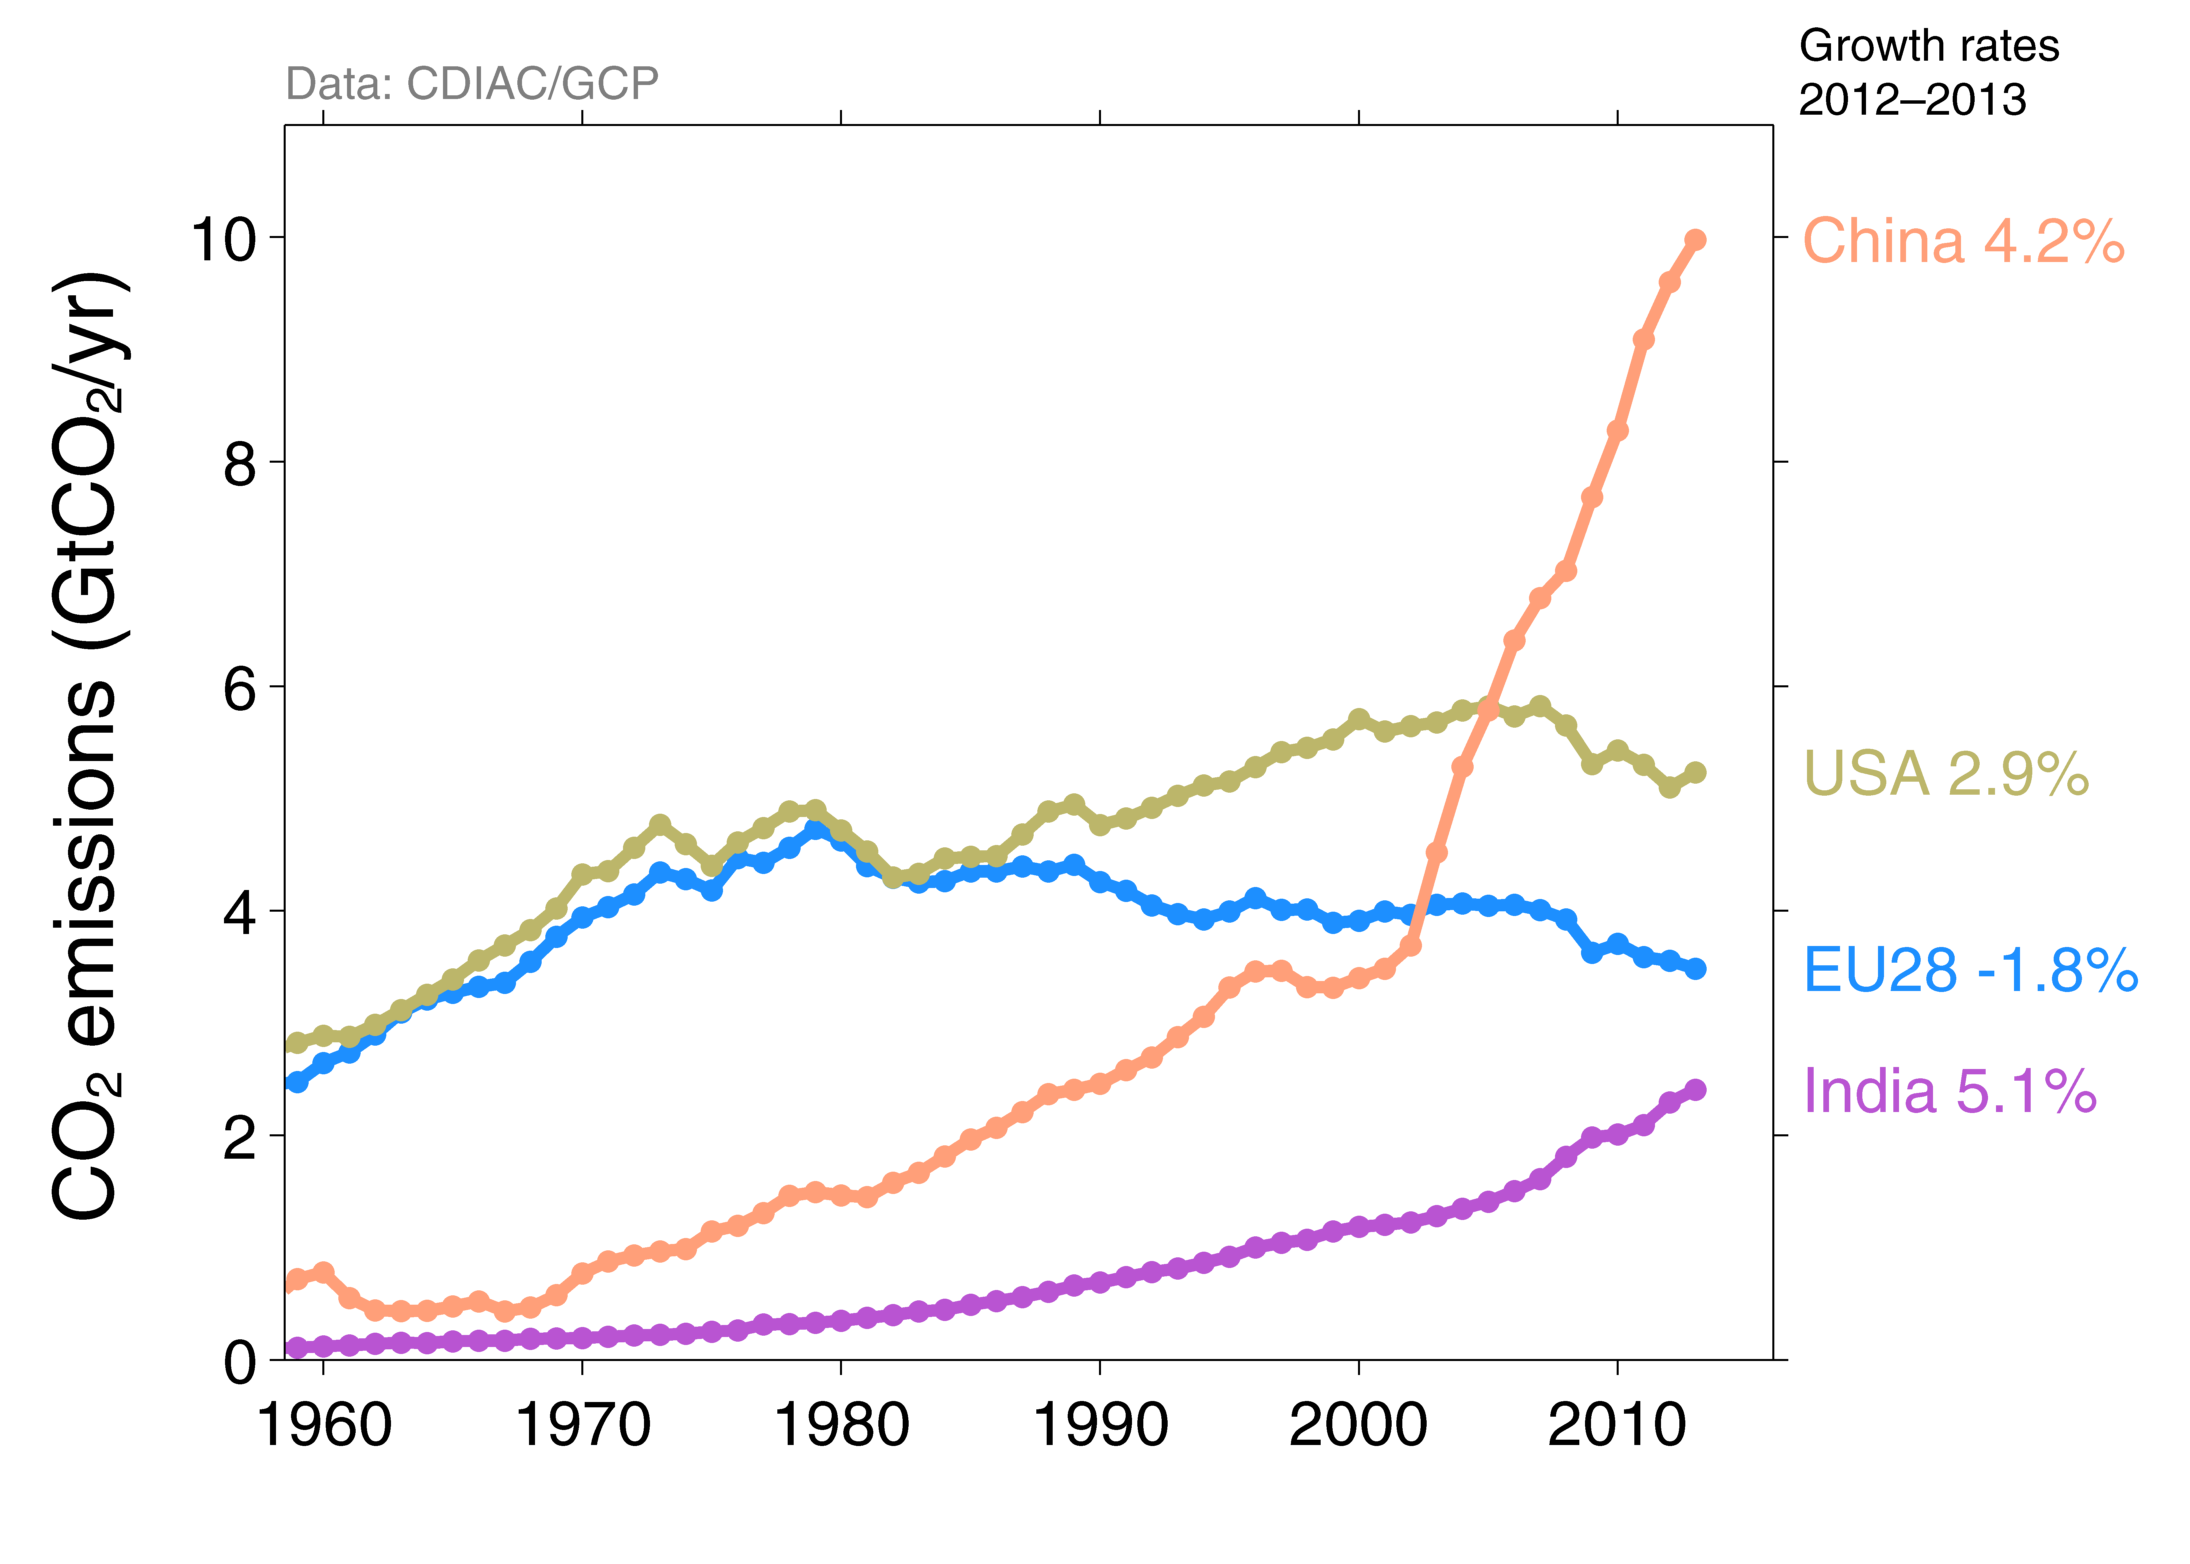 Growth rates
2012–2013
Data: CDIAC/GCP
CO₂ emissions (GtCO₂/yr)
10
8
6
4
2
0
China 4.2%
USA 2.9%
EU28 -1.8%
India 5.1%
1960 1970 1980 1990 2000 2010